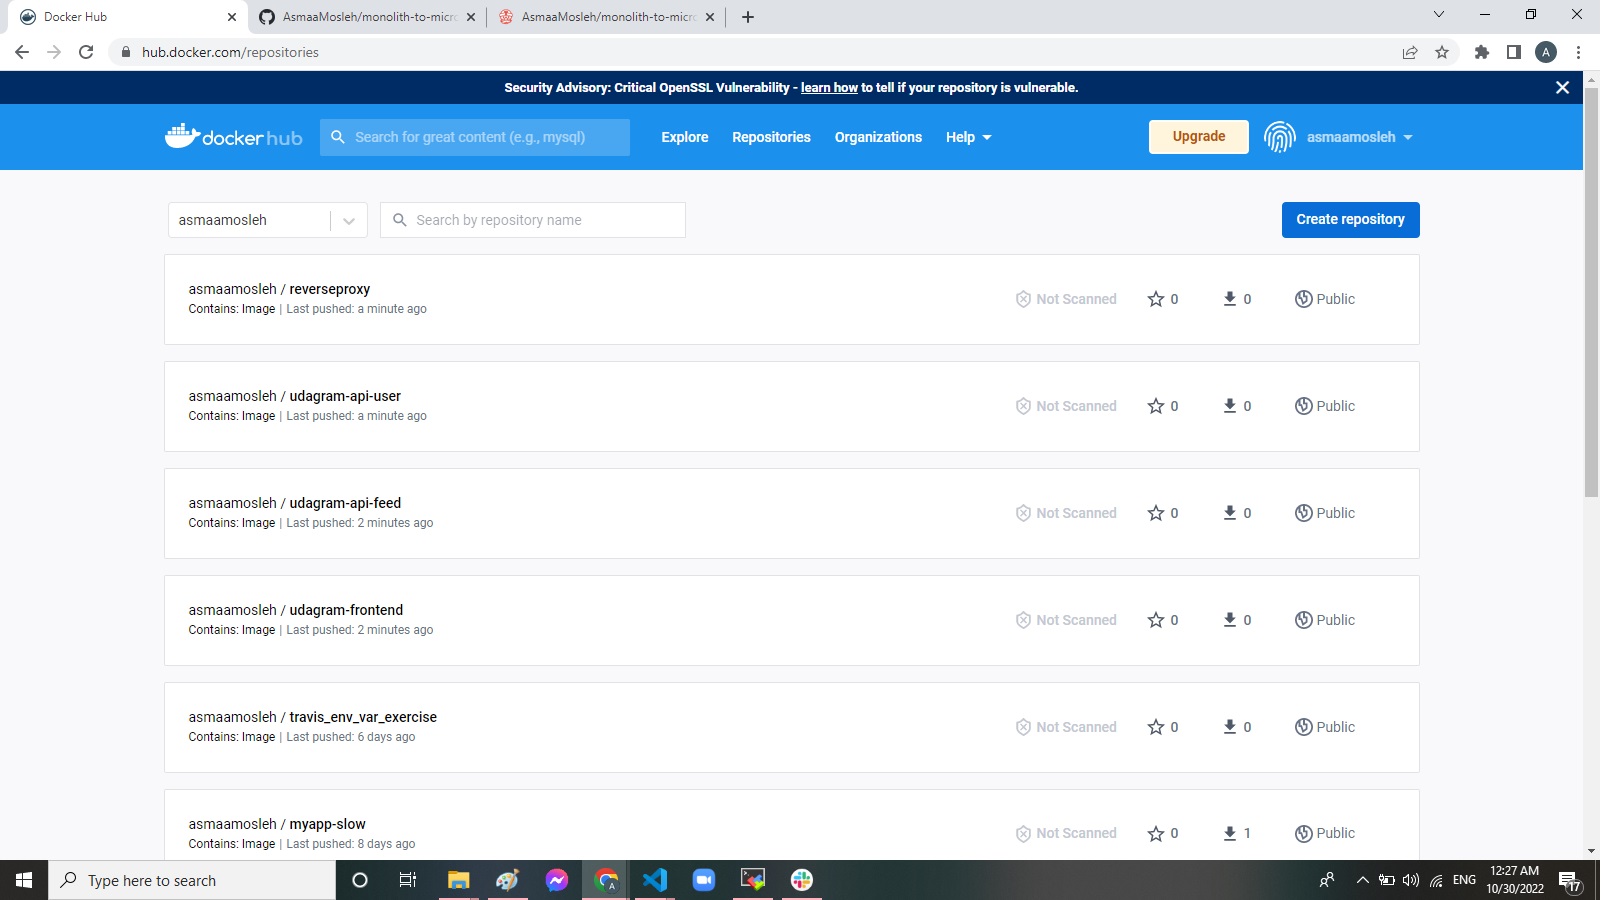 Docker Hub
AsmaaMosleh/monolith-to-micro
AsmaaMosleh/monolith-to-micro
hub.docker.com/repositories
A
Security Advisory: Critical OpenSSL Vulnerability - learn how to tell if your repository is vulnerable.
docker hub
Search for great content (e.g., mysql)
Explore
Repositories
Organizations
Help
Upgrade
asmaamosleh
asmaamosleh
Search by repository name
Create repository
asmaamosleh / reverseproxy
Contains: Image | Last pushed: a minute ago
Not Scanned
0
0
Public
asmaamosleh / udagram-api-user
Contains: Image | Last pushed: a minute ago
Not Scanned
0
0
Public
asmaamosleh / udagram-api-feed
Contains: Image | Last pushed: 2 minutes ago
Not Scanned
0
0
Public
asmaamosleh / udagram-frontend
Contains: Image | Last pushed: 2 minutes ago
Not Scanned
0
0
Public
asmaamosleh / travis_env_var_exercise
Contains: Image | Last pushed: 6 days ago
Not Scanned
0
0
Public
asmaamosleh / myapp-slow
Contains: Image | Last pushed: 8 days ago
Not Scanned
0
1
Public
Type here to search
A
ENG
12:27 AM
10/30/2022
17